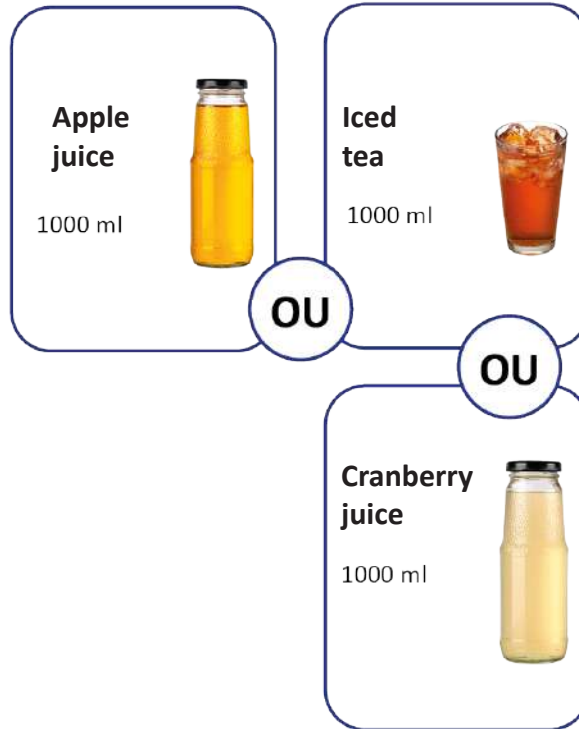 Apple
juice
1000 ml
OU
Iced
tea
1000 ml
OU
Cranberry
juice
1000 ml